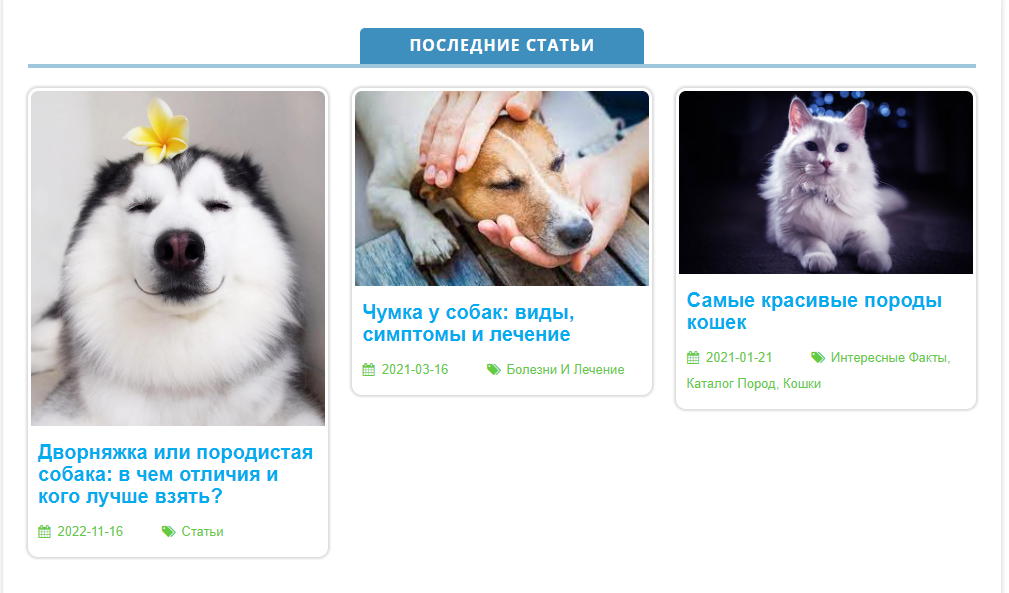 ПОСЛЕДНИЕ СТАТЬИ
Дворняжка или породистая
собака: в чем отличия и
кого лучше взять?
2022-11-16 Статьи
Чумка у собак: виды,
симптомы и лечение
2021-03-16 Болезни И Лечение
Самые красивые породы
кошек
2021-01-21 Интересные Факты,
Каталог Пород, Кошки